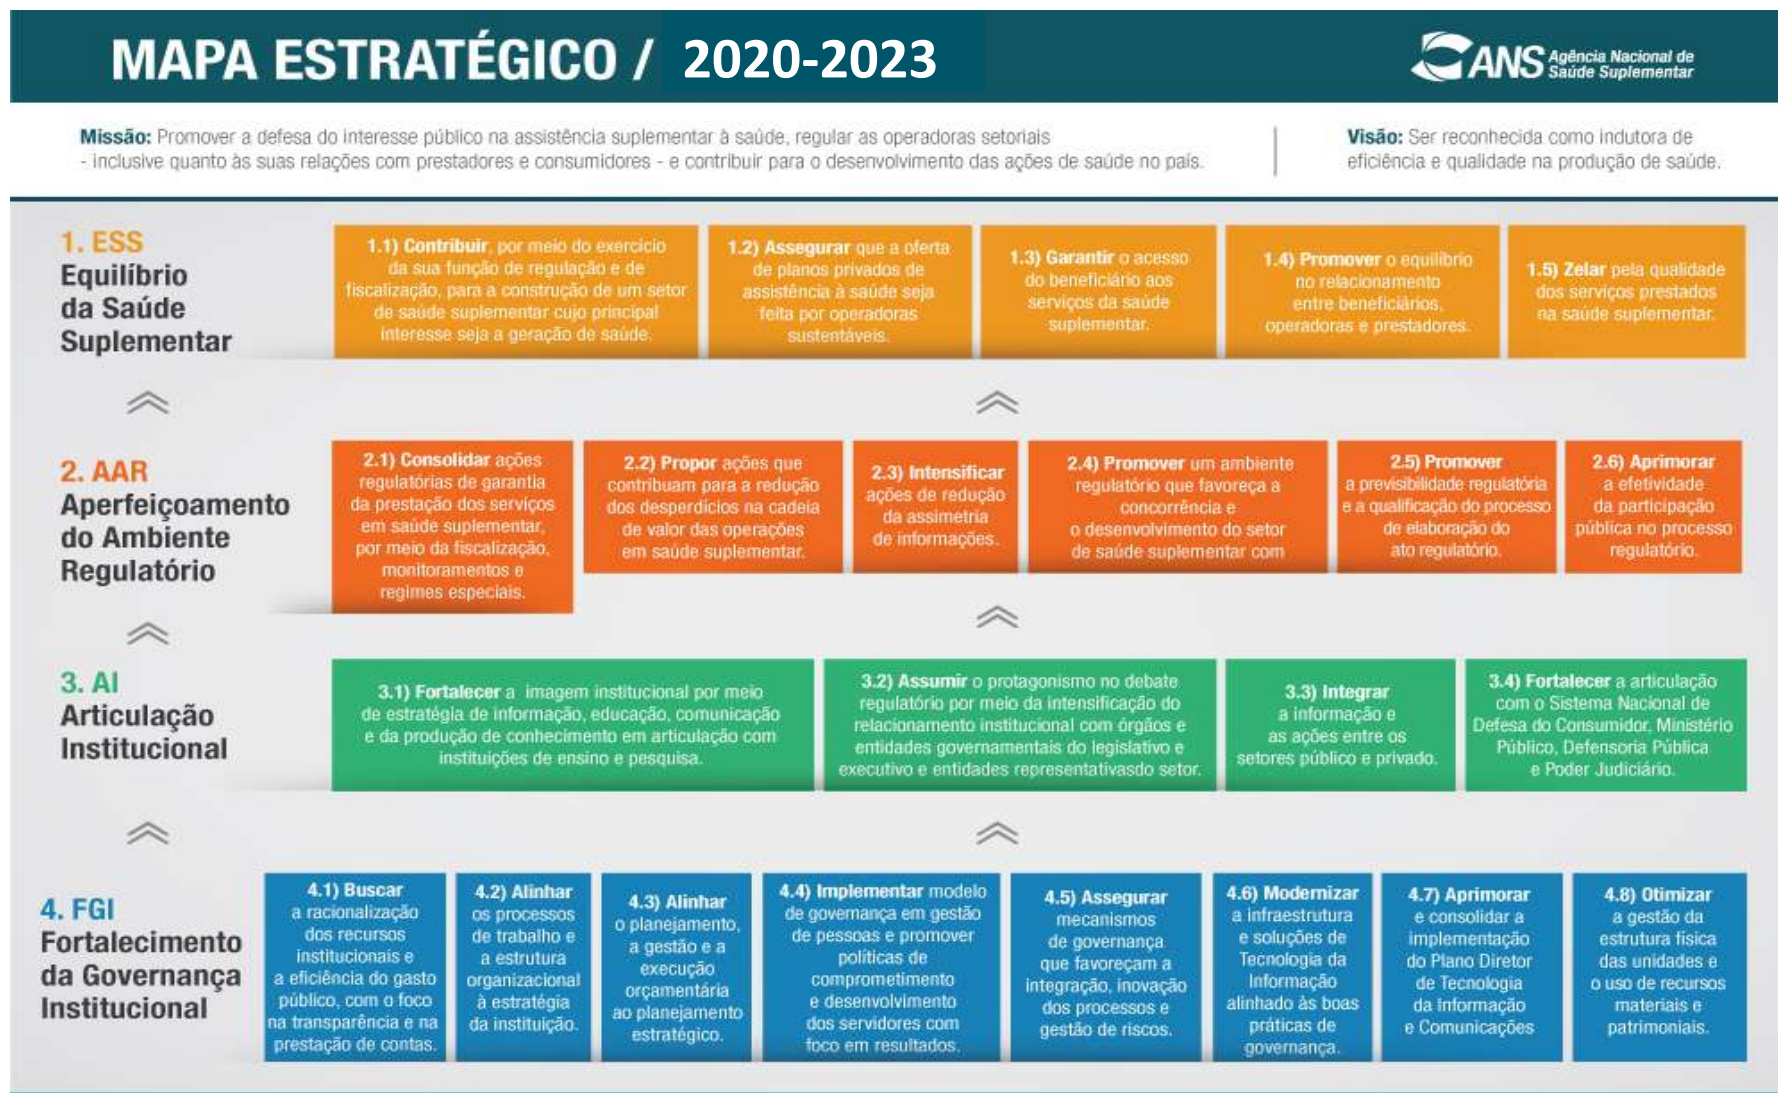 MAPA ESTRATÉGICO / 2020-2023
ANS Agência Nacional de
Saúde Suplementar
Missão: Promover a defesa do interesse público na assistência suplementar à saúde, regular as operadoras setoriais
- inclusive quanto às suas relações com prestadores e consumidores - e contribuir para o desenvolvimento das ações de saúde no país.
Visão: Ser reconhecida como indutora de
eficiência e qualidade na produção de saúde.
1. ESS
Equilíbrio
da Saúde
Suplementar
1.1) Contribuir, por meio do exercício
da sua função de regulação e de
fiscalização, para a construção de um setor
de saúde suplementar cujo principal
interesse seja a geração de saúde.
1.2) Assegurar que a oferta
de planos privados de
assistência à saúde seja
feita por operadoras
sustentáveis.
1.3) Garantir o acesso
do beneficiário aos
serviços da saúde
suplementar.
1.4) Promover o equilíbrio
no relacionamento
entre beneficiários,
operadoras e prestadores.
1.5) Zelar pela qualidade
dos serviços prestados
na saúde suplementar.
2. AAR
Aperfeiçoamento
do Ambiente
Regulatório
2.1) Consolidar ações
regulatórias de garantia
da prestação dos serviços
em saúde suplementar,
por meio da fiscalização,
monitoramentos e
regimes especiais.
2.2) Propor ações que
contribuam para a redução
dos desperdícios na cadeia
de valor das operações
em saúde suplementar.
2.3) Intensificar
ações de redução
da assimetria
de informações.
2.4) Promover um ambiente
regulatório que favoreça a
concorrência e
o desenvolvimento do setor
de saúde suplementar com
2.5) Promover
a previsibilidade regulatória
e a qualificação do processo
de elaboração do
ato regulatório.
2.6) Aprimorar
a efetividade
da participação
pública no processo
regulatório.
3. AI
Articulação
Institucional
3.1) Fortalecer a imagem institucional por meio
de estratégia de informação, educação, comunicação
e da produção de conhecimento em articulação com
instituições de ensino e pesquisa.
3.2) Assumir o protagonismo no debate
regulatório por meio da intensificação do
relacionamento institucional com órgãos e
entidades governamentais do legislativo e
executivo e entidades representativasdo setor.
3.3) Integrar
a informação e
as ações entre os
setores público e privado.
3.4) Fortalecer a articulação
com o Sistema Nacional de
Defesa do Consumidor, Ministério
Público, Defensoria Pública
e Poder Judiciário.
4. FGI
Fortalecimento
da Governança
Institucional
4.1) Buscar
a racionalização
dos recursos
institucionais e
a eficiência do gasto
público, com o foco
na transparência e na
prestação de contas.
4.2) Alinhar
os processos
de trabalho e
a estrutura
organizacional
à estratégia
da instituição.
4.3) Alinhar
o planejamento,
a gestão e a
execução
orçamentária
ao planejamento
estratégico.
4.4) Implementar modelo
de governança em gestão
de pessoas e promover
políticas de
comprometimento
e desenvolvimento
dos servidores com
foco em resultados.
4.5) Assegurar
mecanismos
de governança
que favoreçam a
integração, inovação
dos processos e
gestão de riscos.
4.6) Modernizar
a infraestrutura
e soluções de
Tecnologia da
Informação
alinhado às boas
práticas de
governança.
4.7) Aprimorar
e consolidar a
implementação
do Plano Diretor
de Tecnologia
da Informação
e Comunicações
4.8) Otimizar
a gestão da
estrutura física
das unidades e
o uso de recursos
materiais e
patrimoniais.